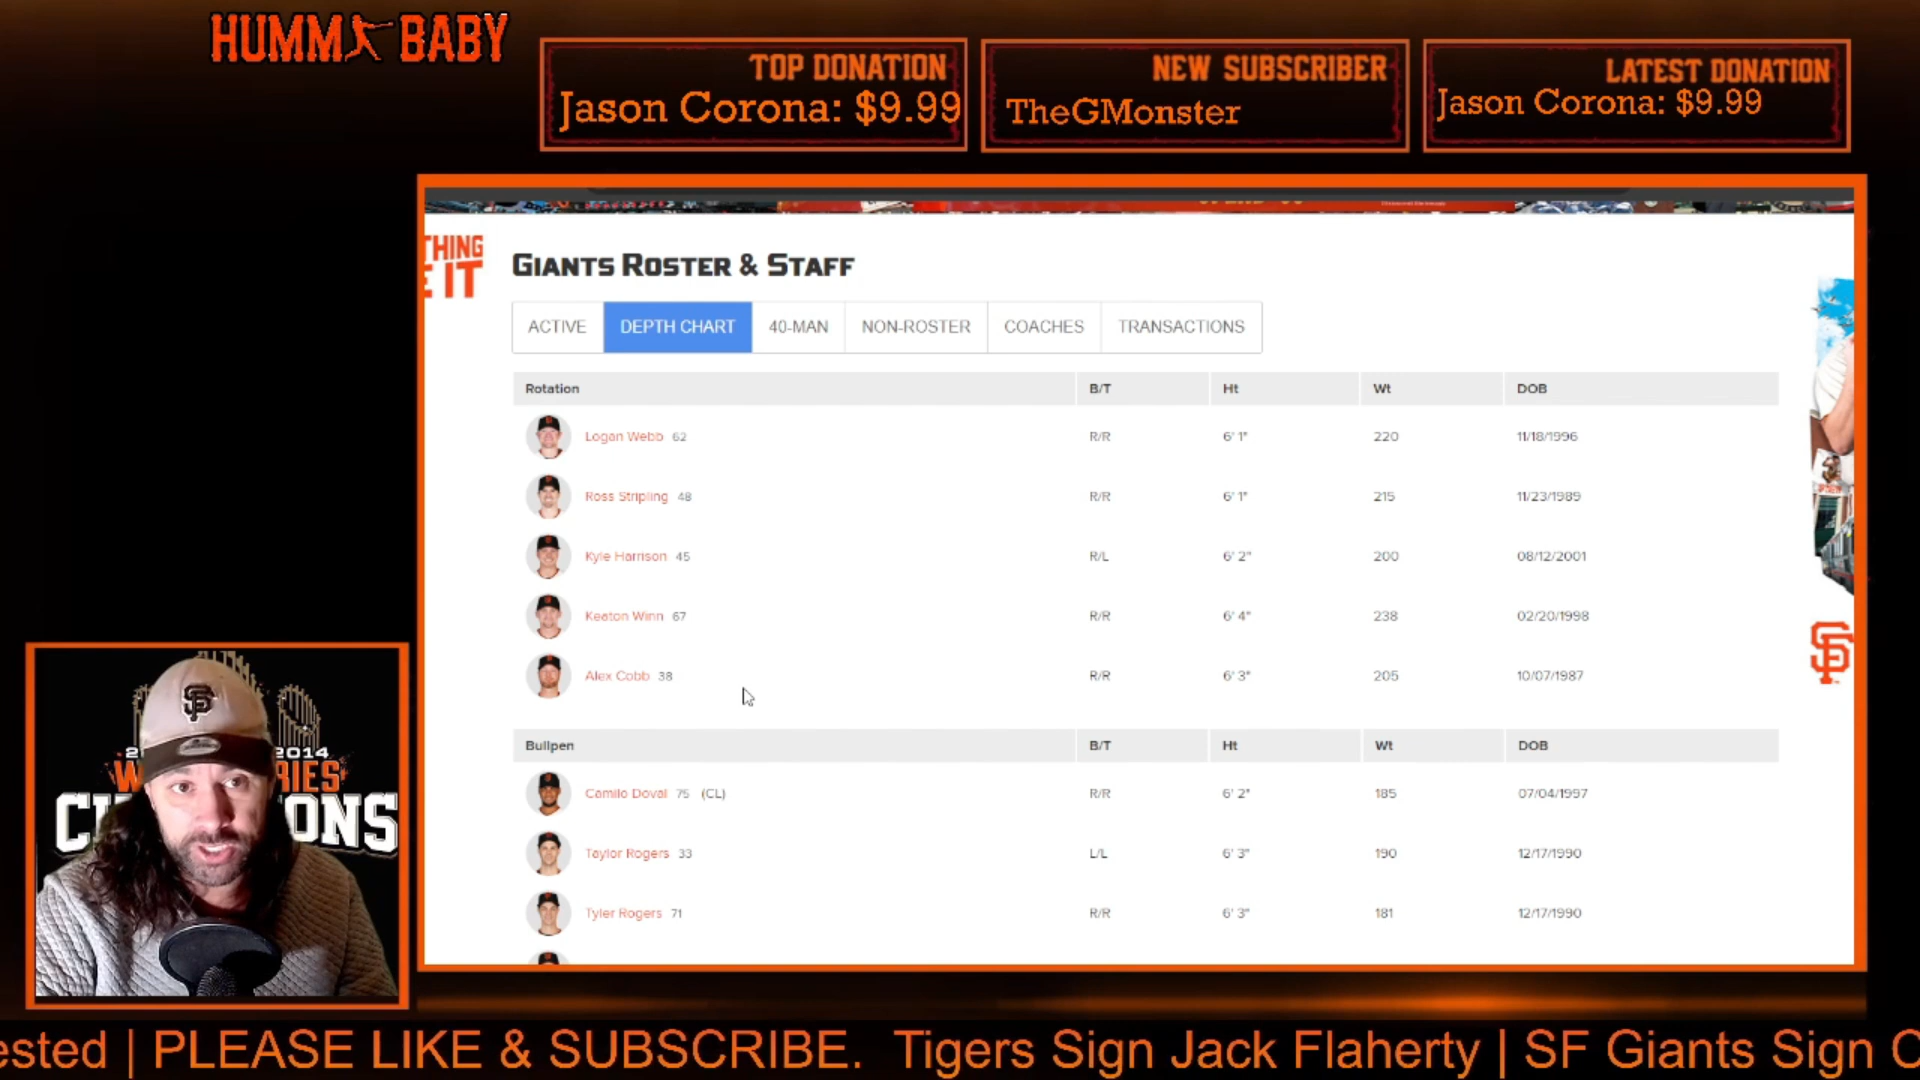 HUMM BABY
TOP DONATION
Jason Corona: $9.99
NEW SUBSCRIBER
TheGMonster
LATEST DONATION
Jason Corona: $9.99
THING
IT
GIANTS ROSTER & STAFF
ACTIVE DEPTH CHART 40-MAN NON-ROSTER COACHES TRANSACTIONS
Rotation B/T Ht Wt DOB
Logan Webb 62 R/R 6' 1" 220 11/18/1996
Ross Stripling 48 R/R 6' 1" 215 11/23/1989
Kyle Harrison 45 R/L 6' 2" 200 08/12/2001
Keaton Winn 67 R/R 6' 4" 238 02/20/1998
Alex Cobb 38 R/R 6' 3" 205 10/07/1987
Bullpen B/T Ht Wt DOB
Camilo Doval 75 (CL) R/R 6' 2" 185 07/04/1997
Taylor Rogers 33 L/L 6' 3" 190 12/17/1990
Tyler Rogers 71 R/R 6' 3" 181 12/17/1990
SF
SF
2014
ested | PLEASE LIKE & SUBSCRIBE. Tigers Sign Jack Flaherty | SF Giants Sign